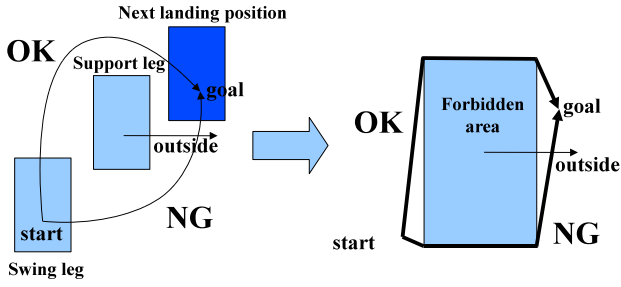 Next landing position
OK
Support leg
goal
outside
NG
start
Swing leg
Forbidden
area
goal
OK
outside
start
NG